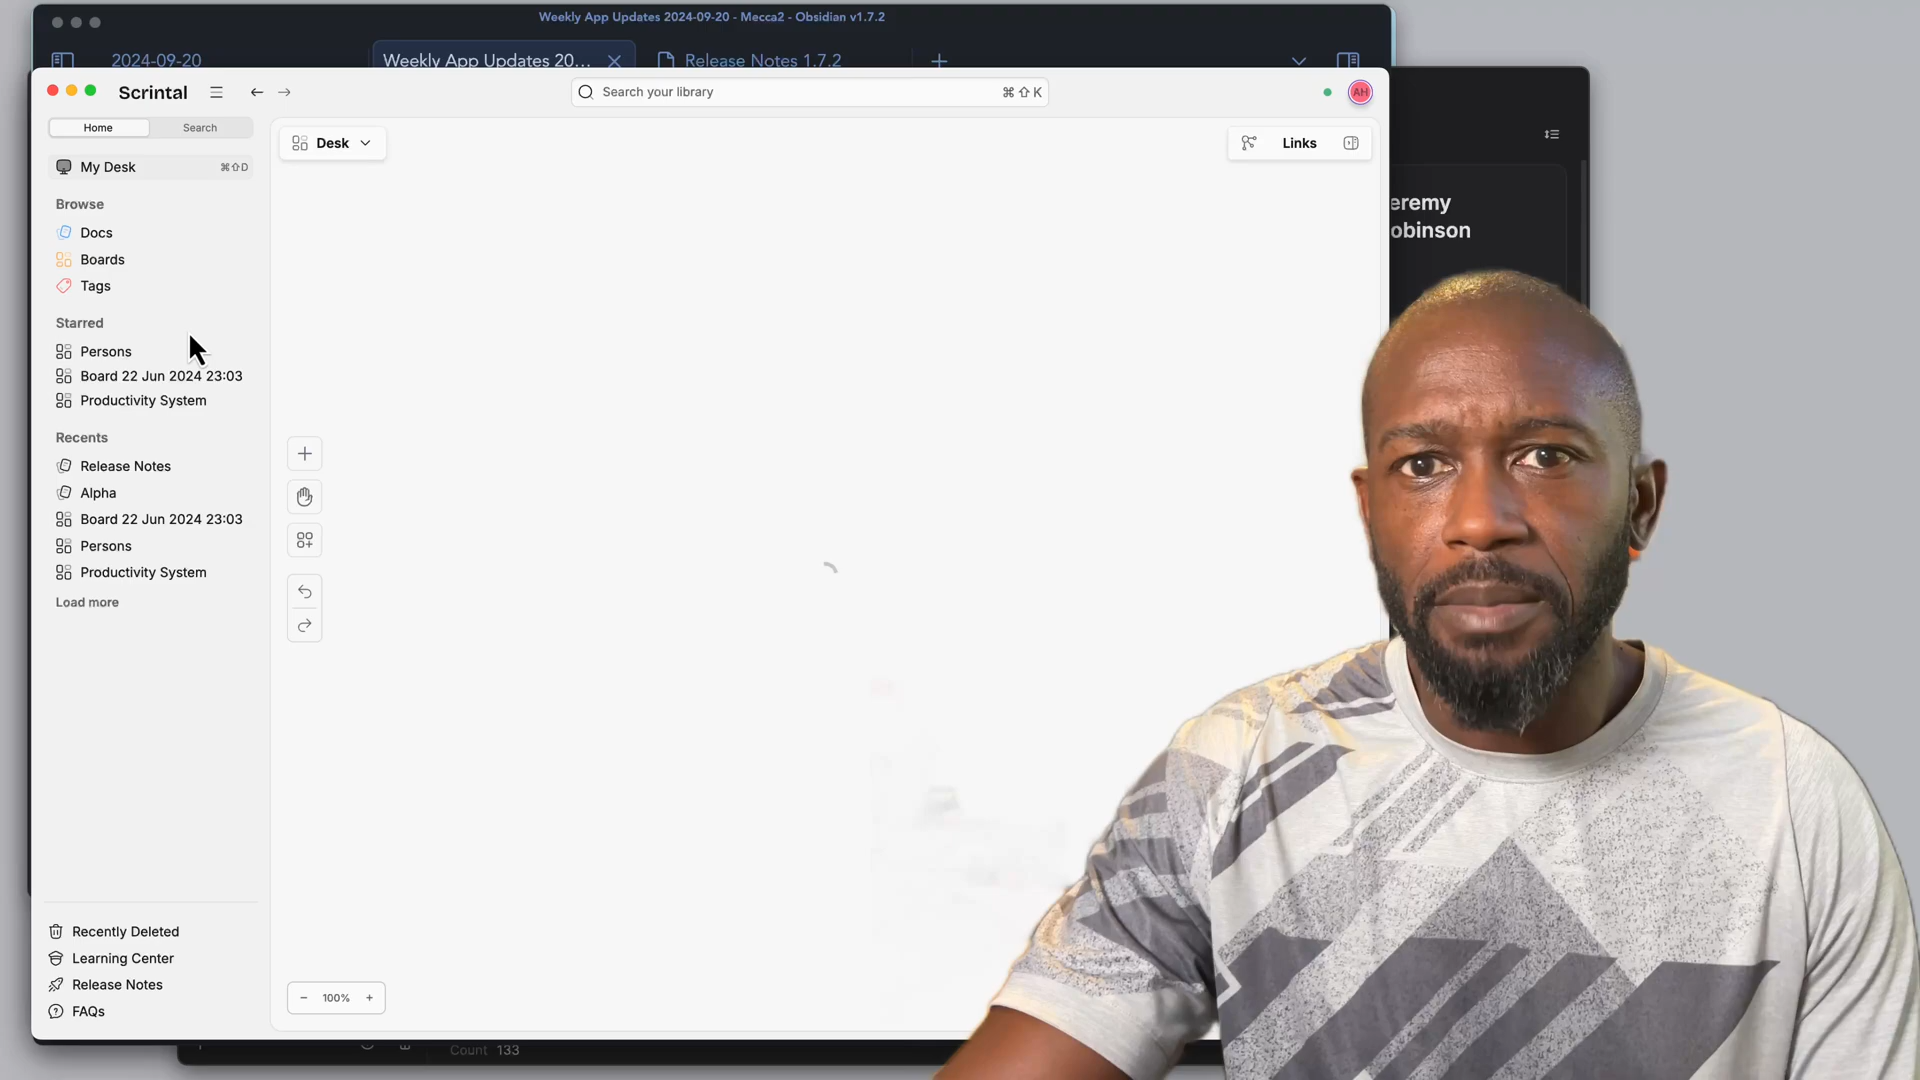 Weekly App Updates 2024-09-20 - Mecca2 - Obsidian v1.7.2
2024-09-20
Weekly App Updates 20...
Release Notes 1.7.2
Scrintal
Search your library
⌘ ⇧ K
AH
Home
Search
My Desk
⌘⇧D
Browse
Docs
Boards
Tags
Starred
Persons
Board 22 Jun 2024 23:03
Productivity System
Recents
Release Notes
Alpha
Board 22 Jun 2024 23:03
Persons
Productivity System
Load more
Recently Deleted
Learning Center
Release Notes
FAQs
Desk
Links
eremy
obinson
− 100% +
Count 133